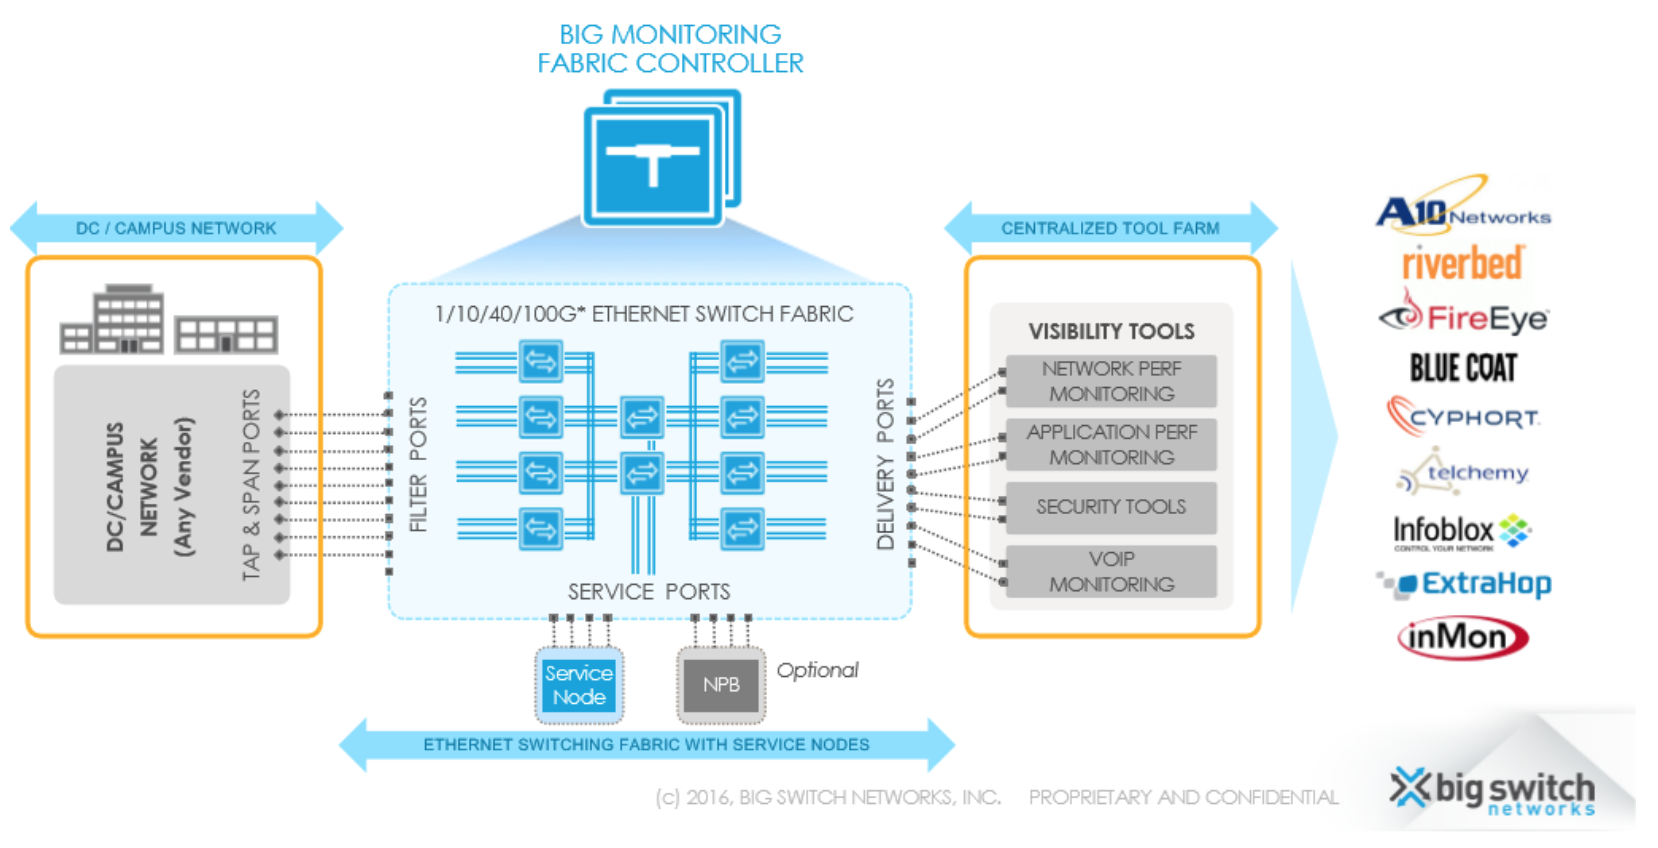 BIG MONITORING
FABRIC CONTROLLER
DC / CAMPUS NETWORK
DC/CAMPUS
NETWORK
(Any Vendor)
TAP & SPAN PORTS
1/10/40/100G* ETHERNET SWITCH FABRIC
FILTER PORTS
DELIVERY PORTS
SERVICE PORTS
Service
Node
NPB
Optional
ETHERNET SWITCHING FABRIC WITH SERVICE NODES
CENTRALIZED TOOL FARM
VISIBILITY TOOLS
NETWORK PERF
MONITORING
APPLICATION PERF
MONITORING
SECURITY TOOLS
VOIP
MONITORING
A10 Networks
riverbed
FireEye
BLUE COAT
CYPHORT
telchemy
Infoblox
CONTROL YOUR NETWORK
ExtraHop
inMon
(c) 2016, BIG SWITCH NETWORKS, INC. PROPRIETARY AND CONFIDENTIAL
big switch
networks